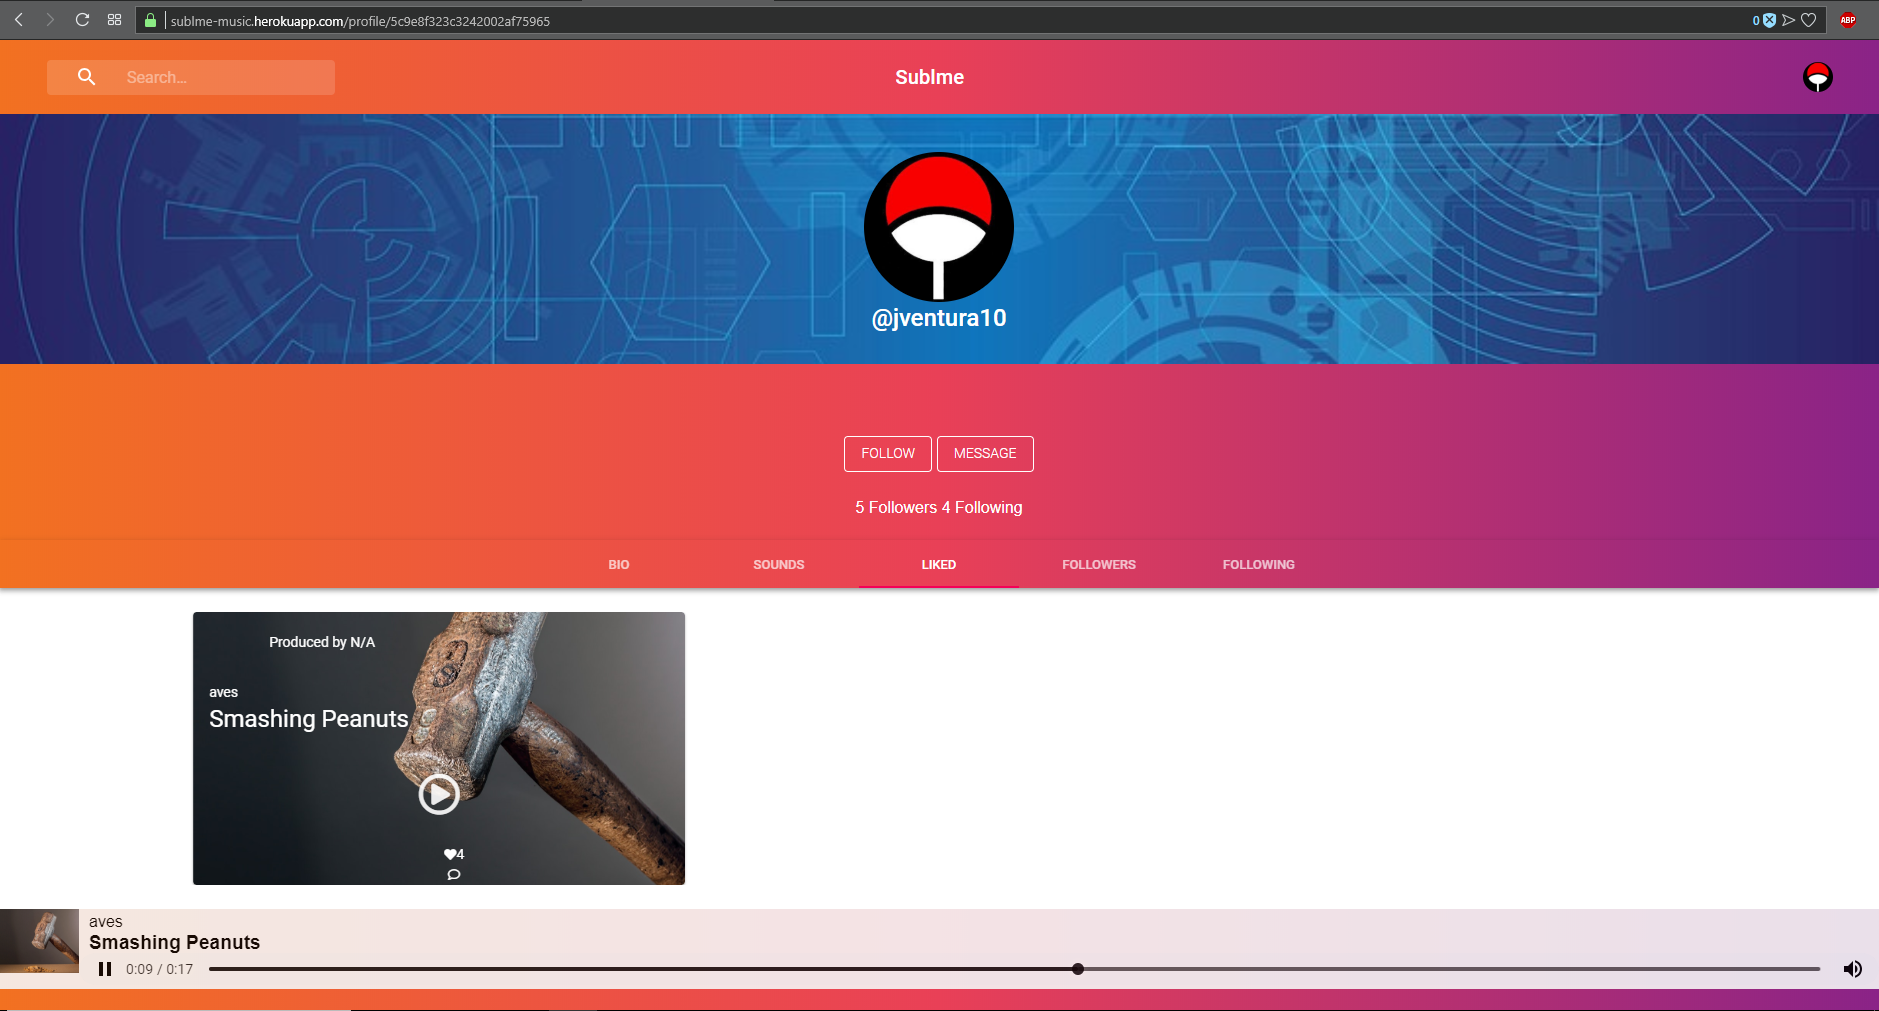 sublme-music.herokuapp.com/profile/5c9e8f323c3242002af75965
0
ABP
Search...
Sublme
@jventura10
FOLLOW
MESSAGE
5 Followers 4 Following
BIO
SOUNDS
LIKED
FOLLOWERS
FOLLOWING
Produced by N/A
aves
Smashing Peanuts
4
aves
Smashing Peanuts
0:09 / 0:17